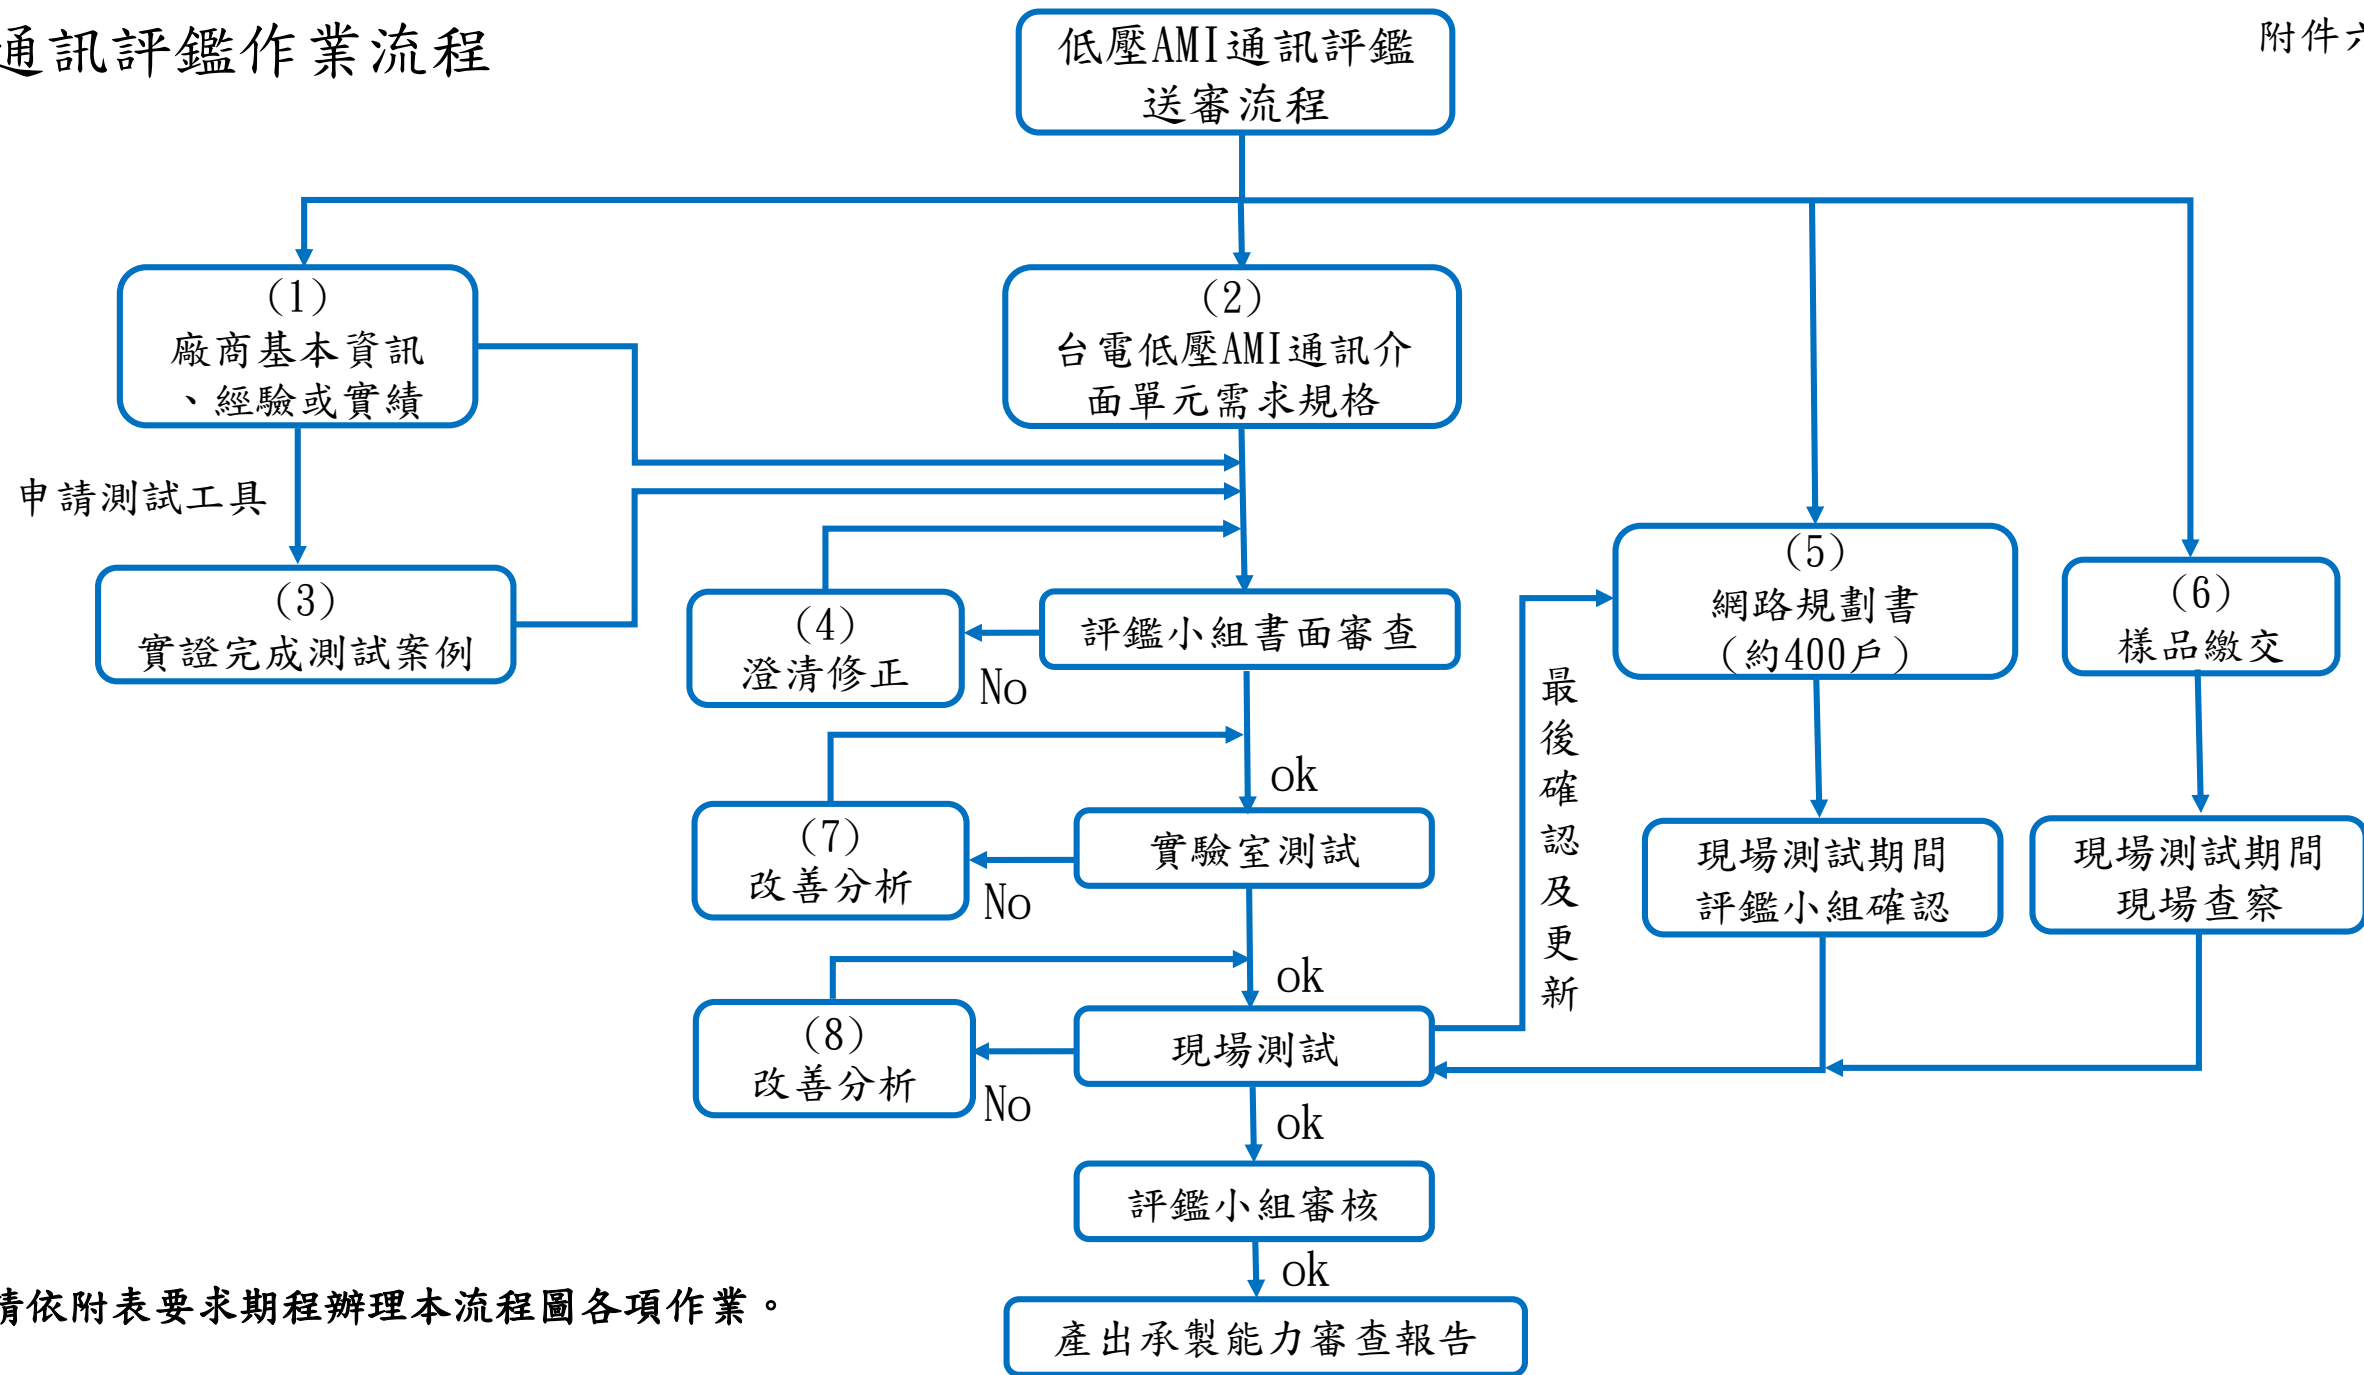 通訊評鑑作業流程
附件六
低壓AMI通訊評鑑
送審流程
(1)
廠商基本資訊
、經驗或實績
(2)
台電低壓AMI通訊介
面單元需求規格
申請測試工具
(3)
實證完成測試案例
(4)
澄清修正
No
評鑑小組書面審查
(5)
網路規劃書
(約400戶)
(6)
樣品繳交
最後確認及更新
ok
(7)
改善分析
No
實驗室測試
現場測試期間
評鑑小組確認
現場測試期間
現場查察
ok
(8)
改善分析
No
現場測試
ok
評鑑小組審核
ok
請依附表要求期程辦理本流程圖各項作業。
產出承製能力審查報告